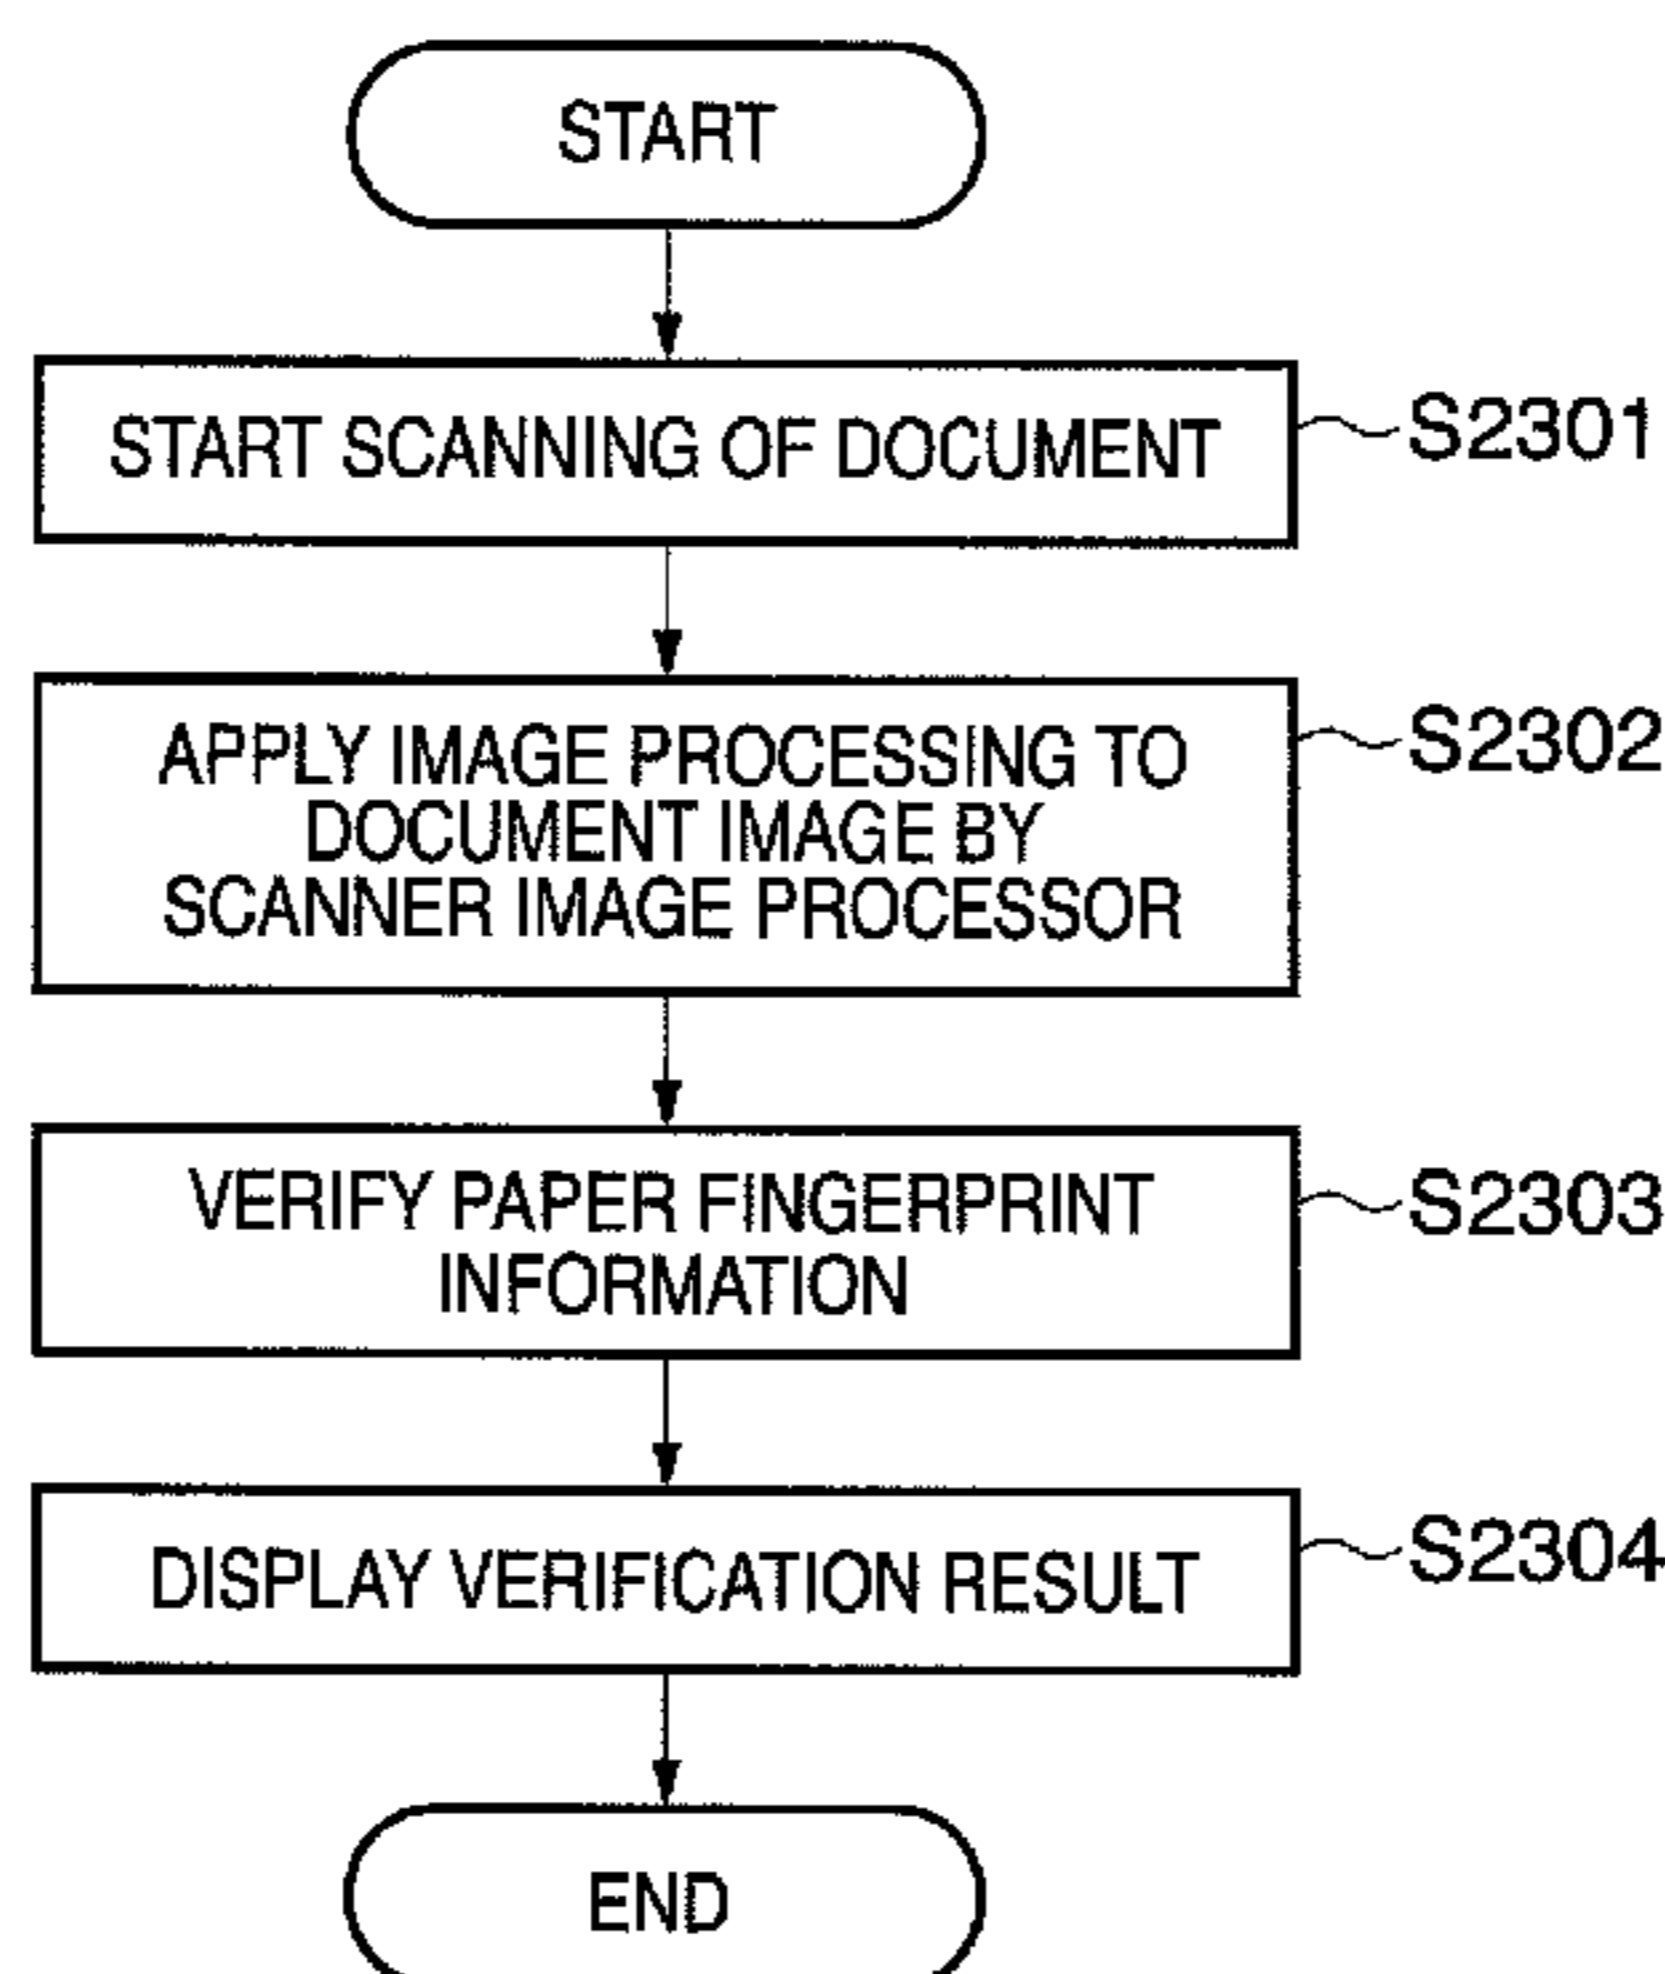 START
START SCANNING OF DOCUMENT
S2301
APPLY IMAGE PROCESSING TO
DOCUMENT IMAGE BY
SCANNER IMAGE PROCESSOR
S2302
VERIFY PAPER FINGERPRINT
INFORMATION
S2303
DISPLAY VERIFICATION RESULT
S2304
END